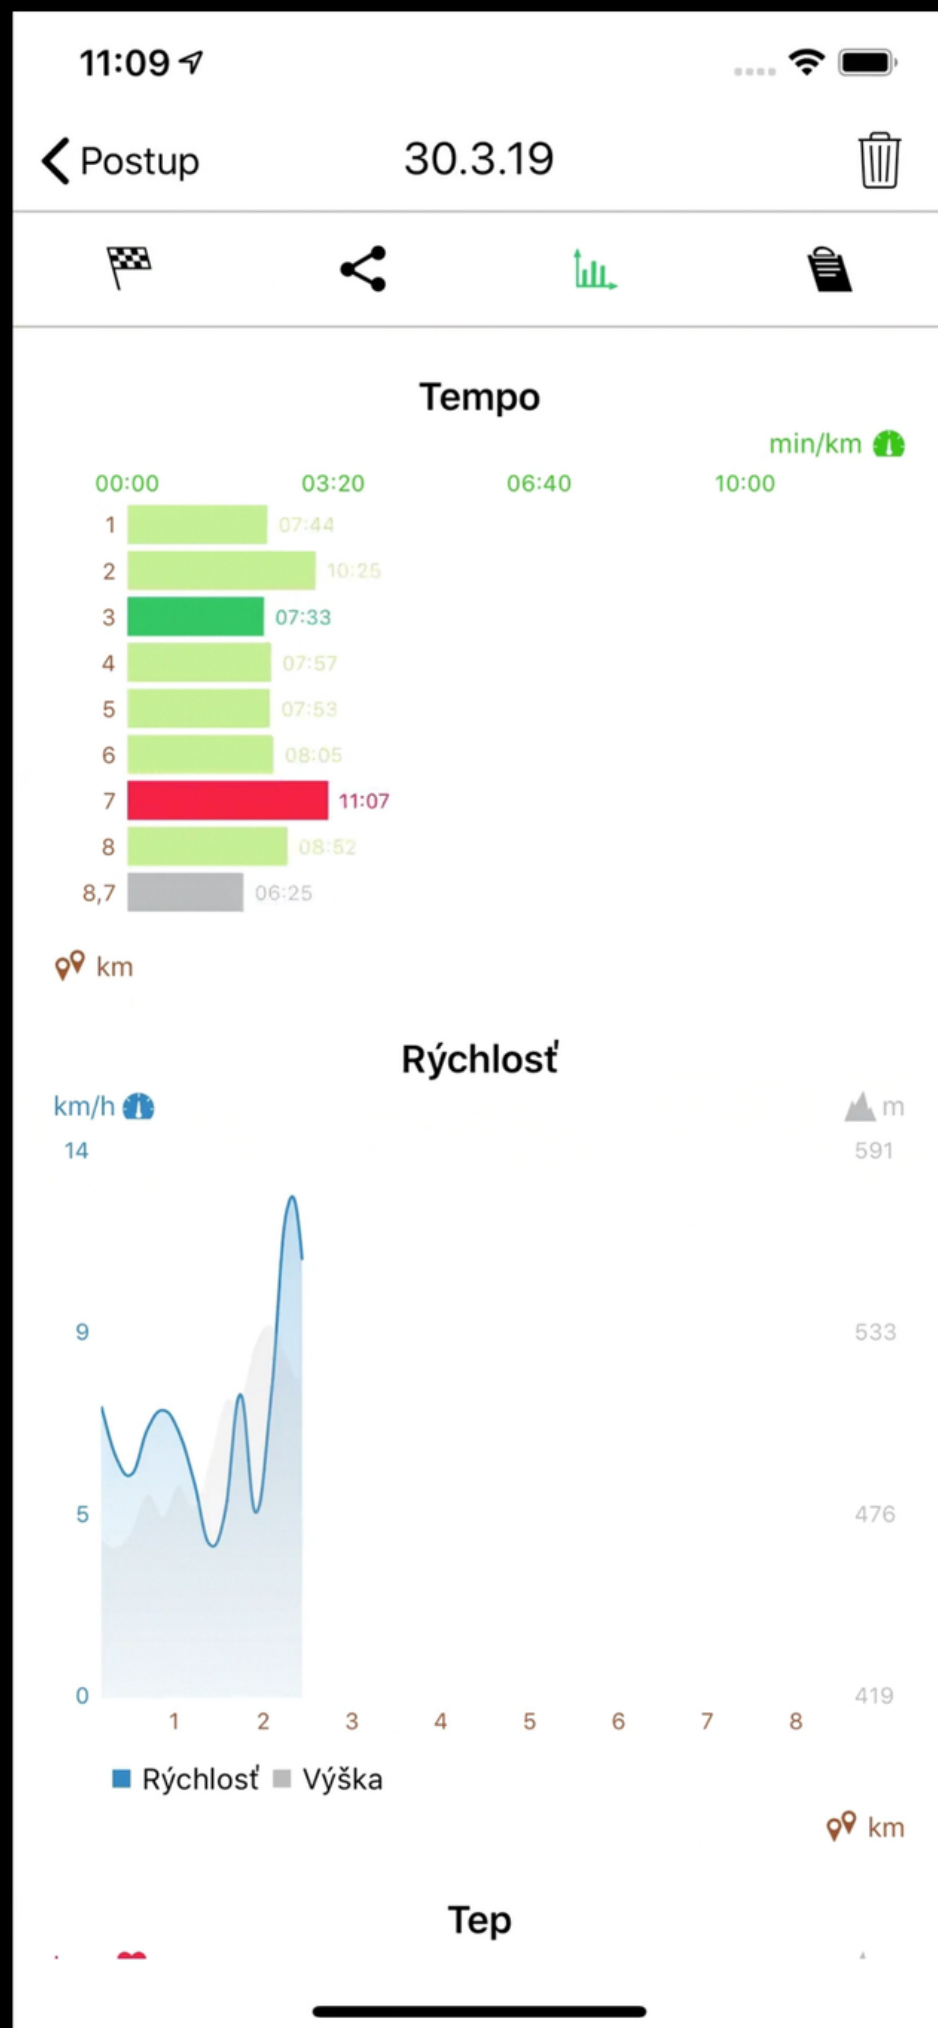 11:09
Postup 30.3.19
Tempo
min/km
00:00 03:20 06:40 10:00
1 07:44
2 10:25
3 07:33
4 07:57
5 07:53
6 08:05
7 11:07
8 08:52
8,7 06:25
km
Rýchlosť
km/h m
14 591
9 533
5 476
0 419
1 2 3 4 5 6 7 8
Rýchlosť Výška
km
Tep